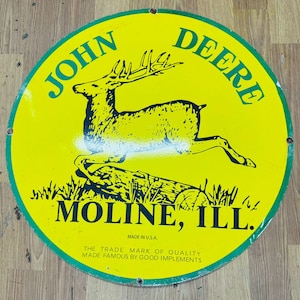 JOHN DEERE
MOLINE, ILL.
MADE IN U.S.A.
THE TRADE MARK OF QUALITY
MADE FAMOUS BY GOOD IMPLEMENTS